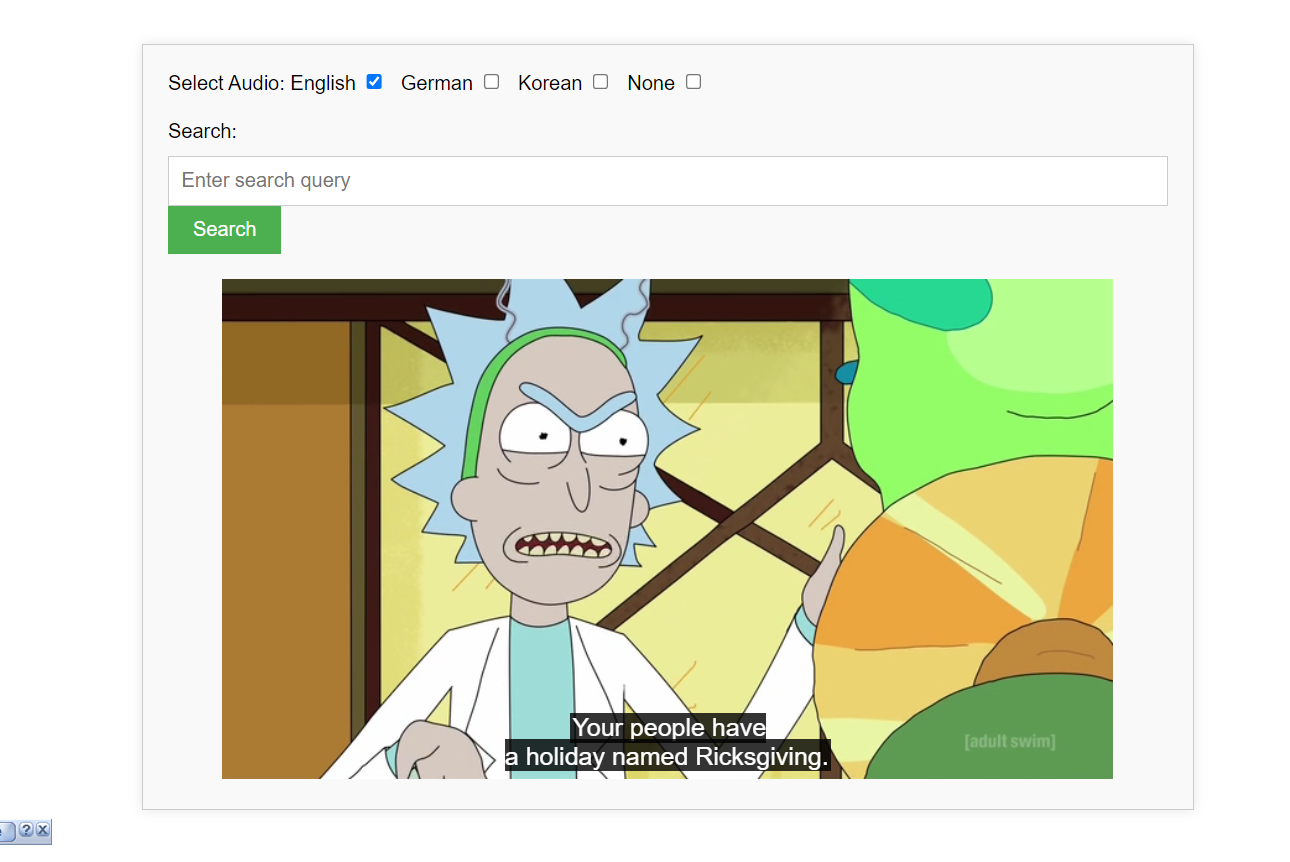 Select Audio: English German Korean None
Search:
Enter search query
Search
Your people have
a holiday named Ricksgiving.
[adult swim]
? X